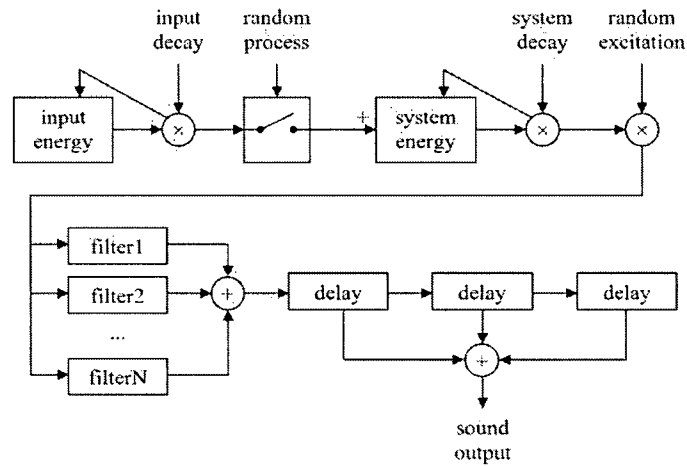 input decay
random process
system decay
random excitation
input energy
×
+
system energy
×
×
filter1
filter2
...
filterN
+
delay
delay
delay
+
sound output